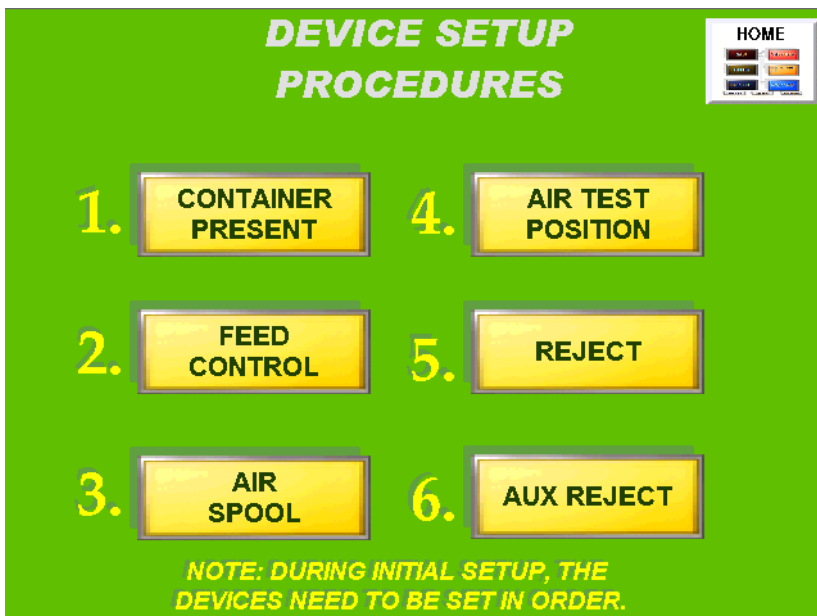 DEVICE SETUP
PROCEDURES
HOME
1.
CONTAINER
PRESENT
2.
FEED
CONTROL
3.
AIR
SPOOL
4.
AIR TEST
POSITION
5.
REJECT
6.
AUX REJECT
NOTE: DURING INITIAL SETUP, THE
DEVICES NEED TO BE SET IN ORDER.